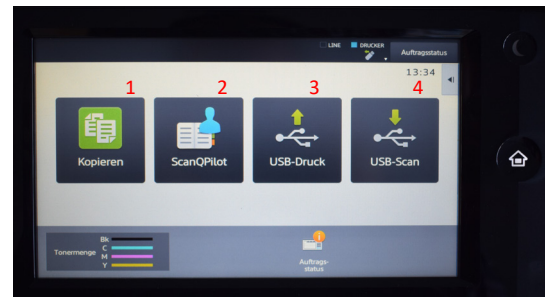 LINE DRUCKER Auftragsstatus
13:34
1 2 3 4
Kopieren ScanQPilot USB-Druck USB-Scan
Tonermenge
Bk
C
M
Y
Auftrags-
status